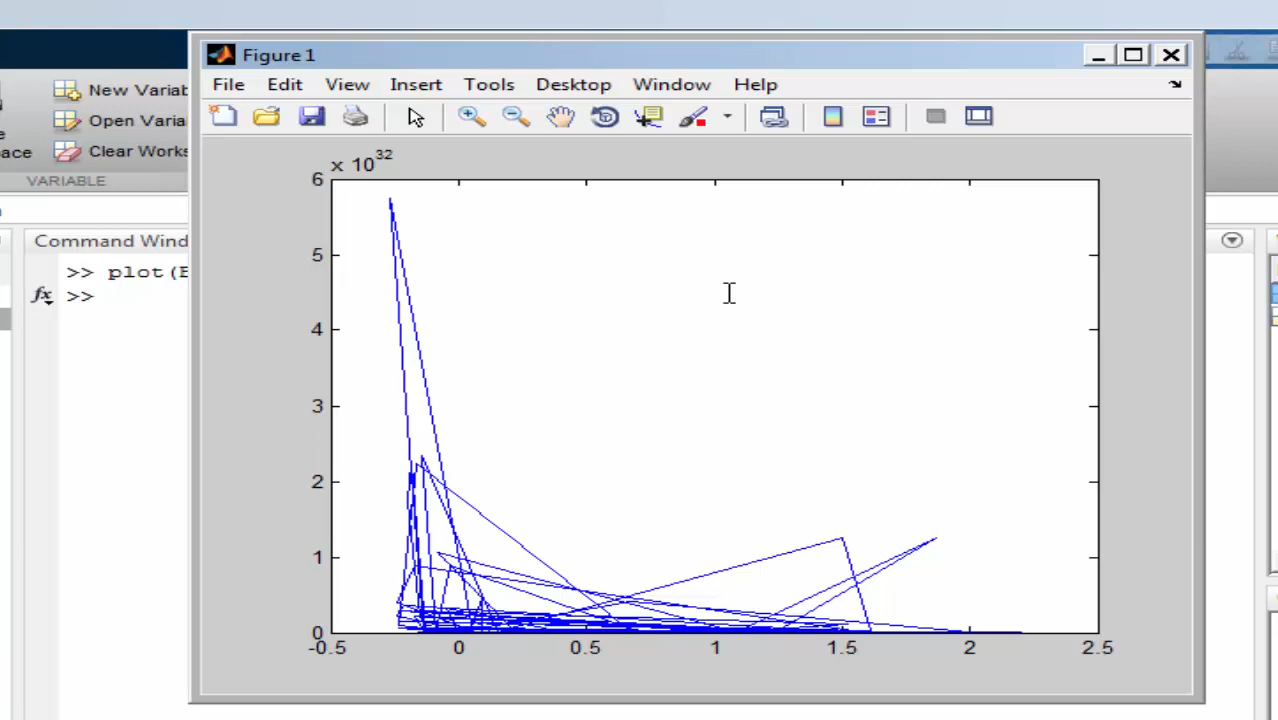 Figure 1
File Edit View Insert Tools Desktop Window Help
New Variab
Open Varia
Clear Works
ace
VARIABLE
Command Wind
>> plot(E
fx >>
x 10^32
6
5
4
3
2
1
0
-0.5 0 0.5 1 1.5 2 2.5